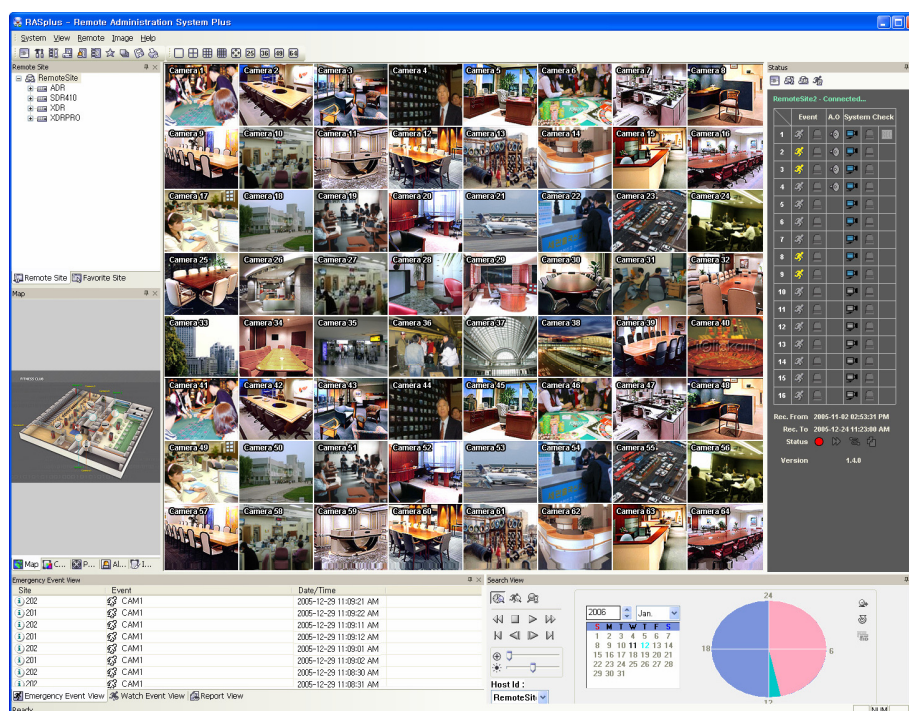 RASplus - Remote Administration System Plus
System View Remote Image Help
25 36 49 64
Remote Site
RemoteSite
ADR
SDR410
XDR
XDRPRO
Remote Site Favorite Site
Map
FITNESS CLUB
Map C... P... Al... I...
Camera 1 Camera 2 Camera 3 Camera 4 Camera 5 Camera 6 Camera 7 Camera 8
Camera 9 Camera 10 Camera 11 Camera 12 Camera 13 Camera 14 Camera 15 Camera 16
Camera 17 Camera 18 Camera 19 Camera 20 Camera 21 Camera 22 Camera 23 Camera 24
Camera 25 Camera 26 Camera 27 Camera 28 Camera 29 Camera 30 Camera 31 Camera 32
Camera 33 Camera 34 Camera 35 Camera 36 Camera 37 Camera 38 Camera 39 Camera 40
Camera 41 Camera 42 Camera 43 Camera 44 Camera 45 Camera 46 Camera 47 Camera 48
Camera 49 Camera 50 Camera 51 Camera 52 Camera 53 Camera 54 Camera 55 Camera 56
Camera 57 Camera 58 Camera 59 Camera 60 Camera 61 Camera 62 Camera 63 Camera 64
Status
RemoteSite2 - Connected...
Event A.O System Check
1
2
3
4
5
6
7
8
9
10
11
12
13
14
15
16
Rec. From 2005-11-02 02:53:31 PM
Rec. To 2005-12-24 11:23:00 AM
Status
Version 1.4.0
Emergency Event View
Site Event Date/Time
202 CAM1 2005-12-29 11:09:21 AM
201 CAM1 2005-12-29 11:09:22 AM
202 CAM1 2005-12-29 11:09:11 AM
201 CAM1 2005-12-29 11:09:12 AM
202 CAM1 2005-12-29 11:09:01 AM
201 CAM1 2005-12-29 11:09:02 AM
202 CAM1 2005-12-29 11:08:30 AM
202 CAM1 2005-12-29 11:08:31 AM
Emergency Event View Watch Event View Report View
Search View
Host Id :
RemoteSit
2006 Jan.
S M T W T F S
1 2 3 4 5 6 7
8 9 10 11 12 13 14
15 16 17 18 19 20 21
22 23 24 25 26 27 28
29 30 31
24
18 6
12
Ready NUM